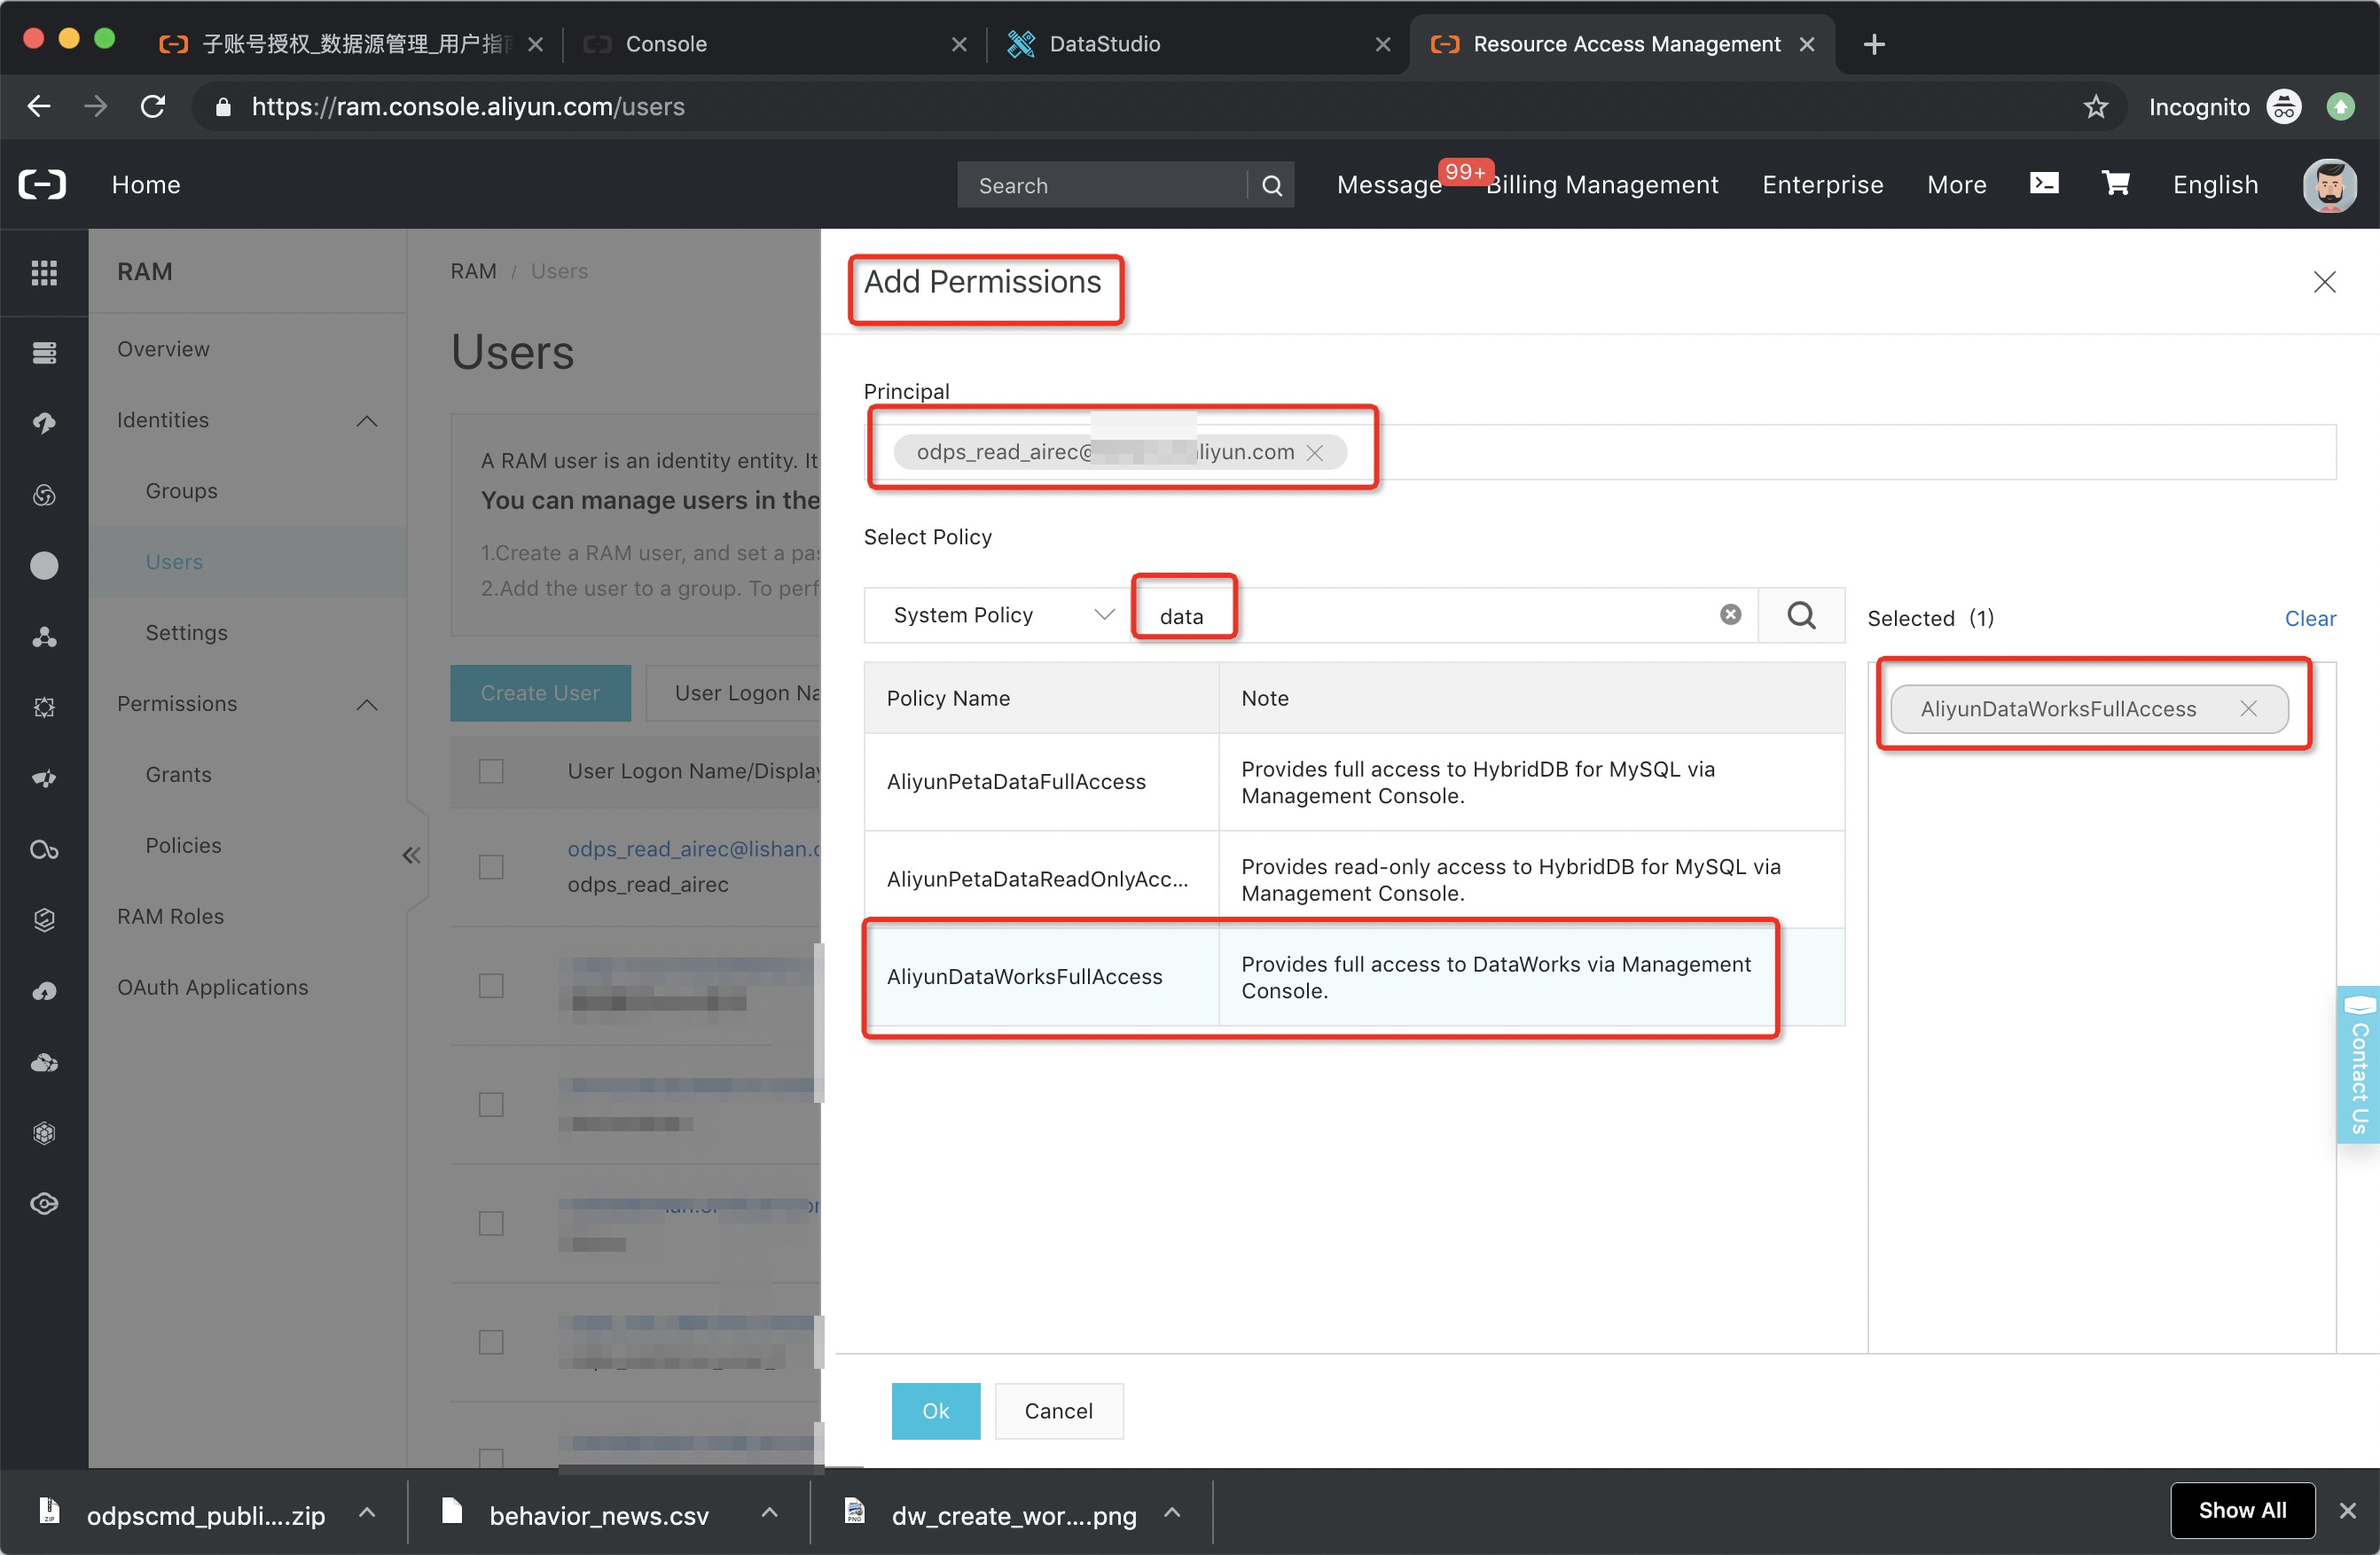 子账号授权_数据源管理_用户指
Console
DataStudio
Resource Access Management
https://ram.console.aliyun.com/users
Incognito
Home
Search
Message
99+
Billing Management
Enterprise
More
English
RAM
Overview
Identities
Groups
Users
Settings
Permissions
Grants
Policies
RAM Roles
OAuth Applications
RAM / Users
Users
A RAM user is an identity entity. It
You can manage users in the
1.Create a RAM user, and set a pas
2.Add the user to a group. To perf
Create User
User Logon Na
User Logon Name/Display
odps_read_airec@lishan.o
odps_read_airec
Add Permissions
Principal
odps_read_airec@ liyun.com
Select Policy
System Policy
data
Selected (1)
Clear
Policy Name
Note
AliyunPetaDataFullAccess
Provides full access to HybridDB for MySQL via
Management Console.
AliyunPetaDataReadOnlyAcc...
Provides read-only access to HybridDB for MySQL via
Management Console.
AliyunDataWorksFullAccess
Provides full access to DataWorks via Management
Console.
AliyunDataWorksFullAccess
Contact Us
Ok
Cancel
odpscmd_publi....zip
behavior_news.csv
dw_create_wor....png
Show All